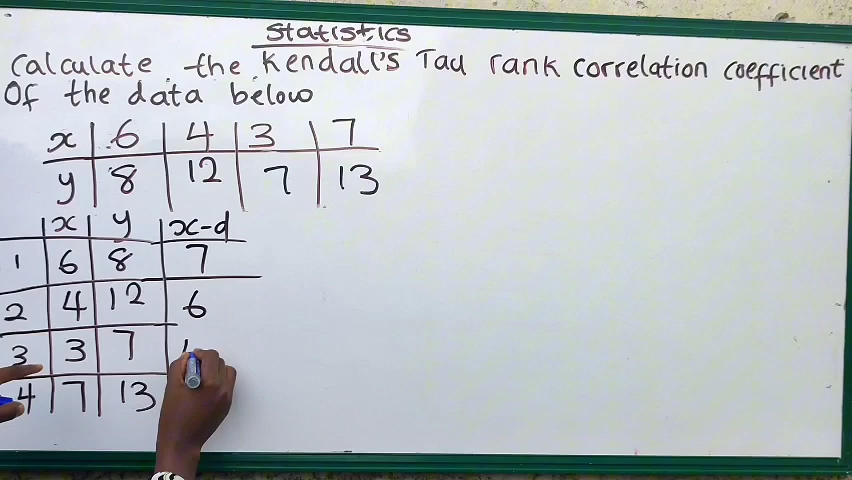 Statistics
Calculate the Kendall's Tau rank correlation coefficient
Of the data below
x 6 4 3 7
y 8 12 7 13
x y x-d
1 6 8 7
2 4 12 6
3 3 7
4 7 13